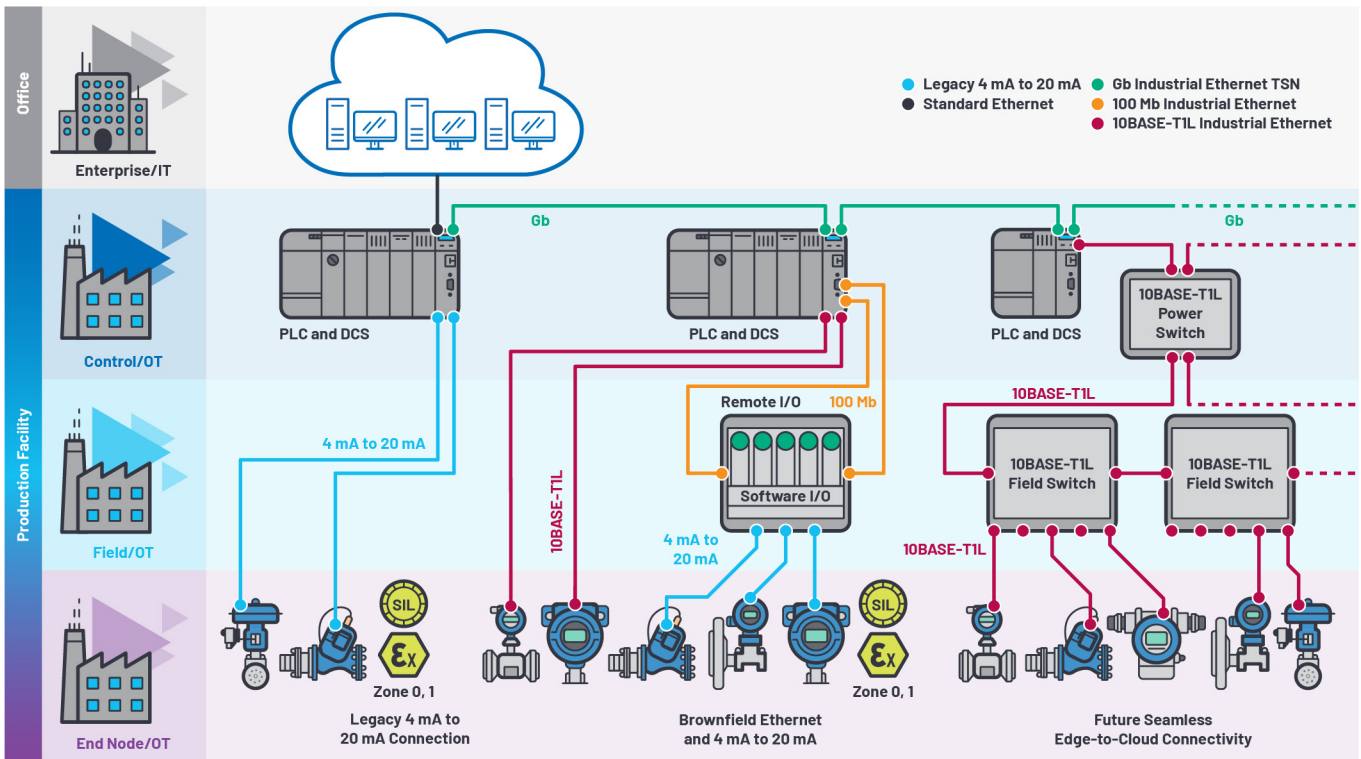 Office
Enterprise/IT
Legacy 4 mA to 20 mA
Standard Ethernet
Gb Industrial Ethernet TSN
100 Mb Industrial Ethernet
10BASE-T1L Industrial Ethernet
Production Facility
Control/OT
Gb
Gb
PLC and DCS
PLC and DCS
PLC and DCS
10BASE-T1L
Power
Switch
Field/OT
4 mA to 20 mA
10BASE-T1L
Remote I/O
100 Mb
Software I/O
4 mA to
20 mA
10BASE-T1L
10BASE-T1L
Field Switch
10BASE-T1L
Field Switch
10BASE-T1L
End Node/OT
SIL
Ex
Zone 0, 1
SIL
Ex
Zone 0, 1
Legacy 4 mA to
20 mA Connection
Brownfield Ethernet
and 4 mA to 20 mA
Future Seamless
Edge-to-Cloud Connectivity